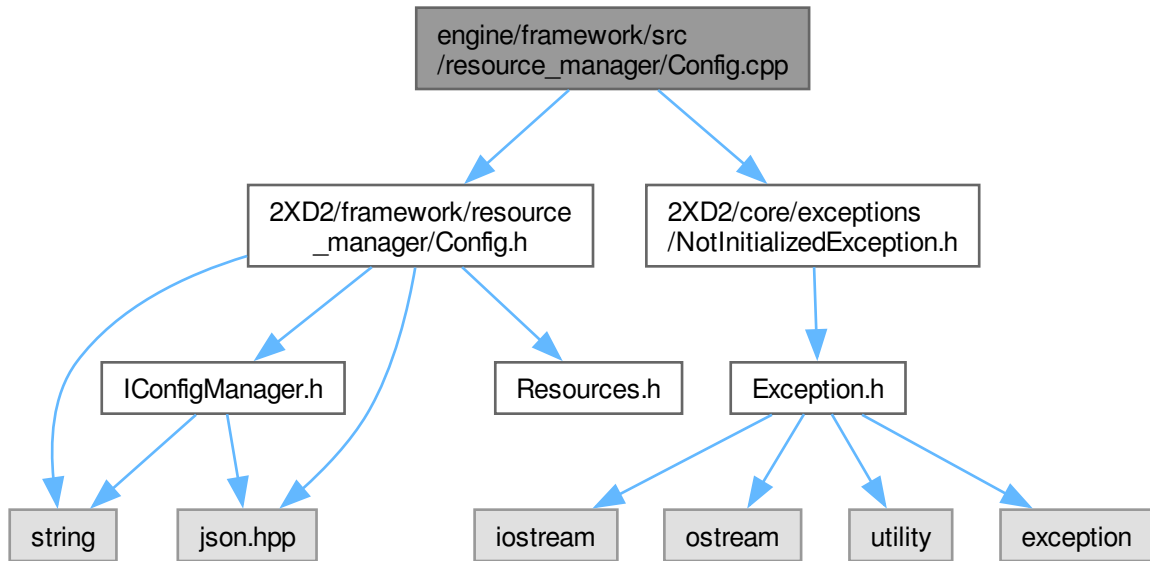 engine/framework/src
/resource_manager/Config.cpp
2XD2/framework/resource
_manager/Config.h
2XD2/core/exceptions
/NotInitializedException.h
IConfigManager.h
Resources.h
Exception.h
string
json.hpp
iostream
ostream
utility
exception